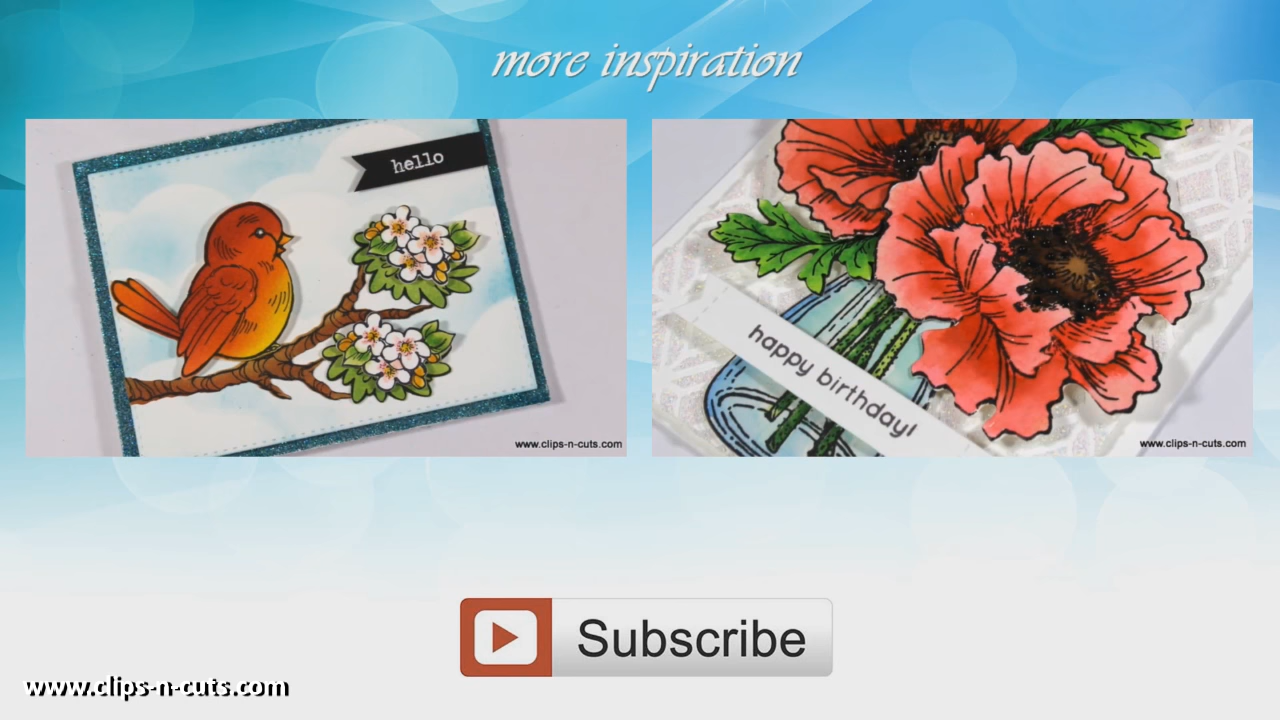 more inspiration
hello
happy birthday!
www.clips-n-cuts.com
www.clips-n-cuts.com
Subscribe
www.clips-n-cuts.com